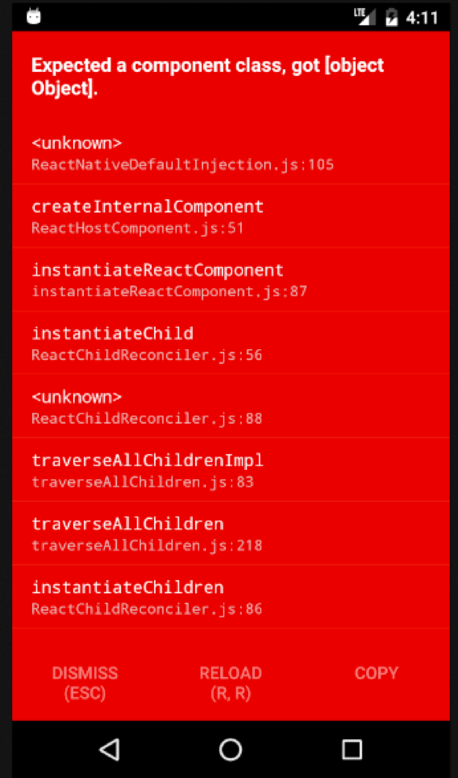 LTE 4:11
Expected a component class, got [object
Object].
<unknown>
ReactNativeDefaultInjection.js:105
createInternalComponent
ReactHostComponent.js:51
instantiateReactComponent
instantiateReactComponent.js:87
instantiateChild
ReactChildReconciler.js:56
<unknown>
ReactChildReconciler.js:88
traverseAllChildrenImpl
traverseAllChildren.js:83
traverseAllChildren
traverseAllChildren.js:218
instantiateChildren
ReactChildReconciler.js:86
DISMISS RELOAD COPY
(ESC) (R, R)